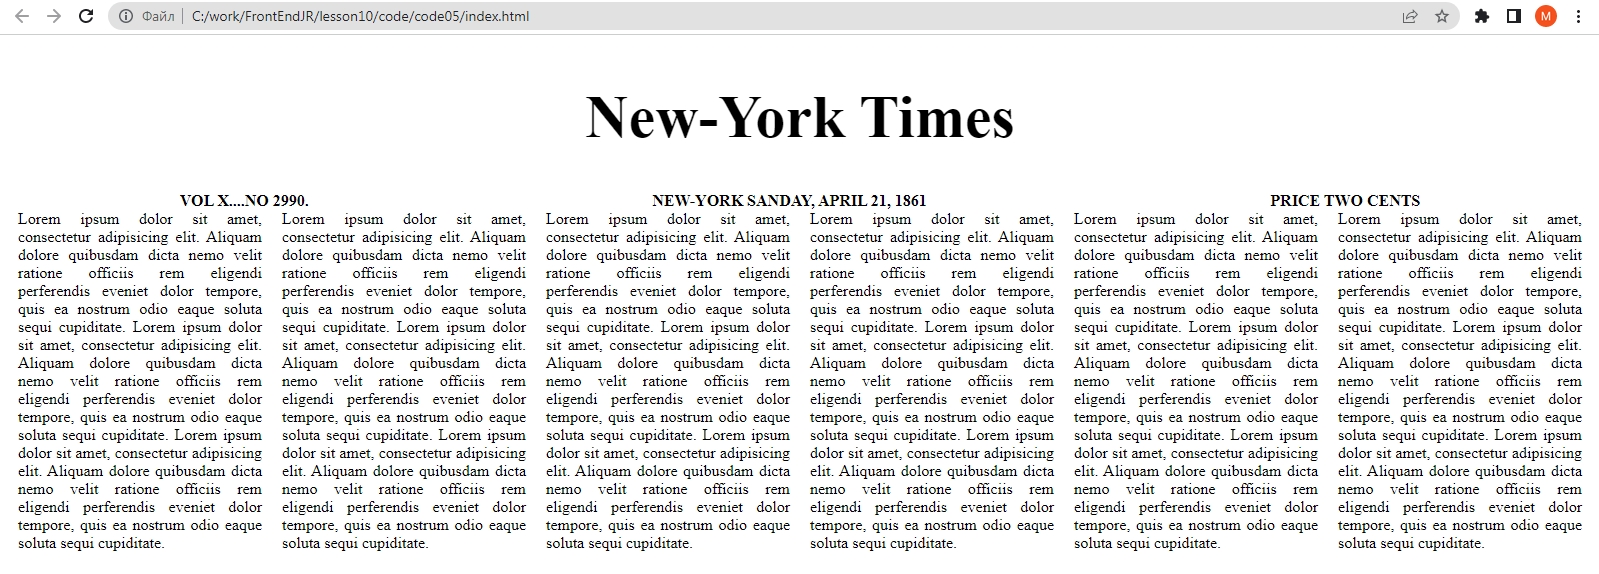 Файл C:/work/FrontEndJR/lesson10/code/code05/index.html M
New-York Times
VOL X....NO 2990. NEW-YORK SANDAY, APRIL 21, 1861 PRICE TWO CENTS
Lorem ipsum dolor sit amet,
consectetur adipisicing elit. Aliquam
dolore quibusdam dicta nemo velit
ratione officiis rem eligendi
perferendis eveniet dolor tempore,
quis ea nostrum odio eaque soluta
sequi cupiditate. Lorem ipsum dolor
sit amet, consectetur adipisicing elit.
Aliquam dolore quibusdam dicta
nemo velit ratione officiis rem
eligendi perferendis eveniet dolor
tempore, quis ea nostrum odio eaque
soluta sequi cupiditate. Lorem ipsum
dolor sit amet, consectetur adipisicing
elit. Aliquam dolore quibusdam dicta
nemo velit ratione officiis rem
eligendi perferendis eveniet dolor
tempore, quis ea nostrum odio eaque
soluta sequi cupiditate.
Lorem ipsum dolor sit amet,
consectetur adipisicing elit. Aliquam
dolore quibusdam dicta nemo velit
ratione officiis rem eligendi
perferendis eveniet dolor tempore,
quis ea nostrum odio eaque soluta
sequi cupiditate. Lorem ipsum dolor
sit amet, consectetur adipisicing elit.
Aliquam dolore quibusdam dicta
nemo velit ratione officiis rem
eligendi perferendis eveniet dolor
tempore, quis ea nostrum odio eaque
soluta sequi cupiditate. Lorem ipsum
dolor sit amet, consectetur adipisicing
elit. Aliquam dolore quibusdam dicta
nemo velit ratione officiis rem
eligendi perferendis eveniet dolor
tempore, quis ea nostrum odio eaque
soluta sequi cupiditate.
Lorem ipsum dolor sit amet,
consectetur adipisicing elit. Aliquam
dolore quibusdam dicta nemo velit
ratione officiis rem eligendi
perferendis eveniet dolor tempore,
quis ea nostrum odio eaque soluta
sequi cupiditate. Lorem ipsum dolor
sit amet, consectetur adipisicing elit.
Aliquam dolore quibusdam dicta
nemo velit ratione officiis rem
eligendi perferendis eveniet dolor
tempore, quis ea nostrum odio eaque
soluta sequi cupiditate. Lorem ipsum
dolor sit amet, consectetur adipisicing
elit. Aliquam dolore quibusdam dicta
nemo velit ratione officiis rem
eligendi perferendis eveniet dolor
tempore, quis ea nostrum odio eaque
soluta sequi cupiditate.
Lorem ipsum dolor sit amet,
consectetur adipisicing elit. Aliquam
dolore quibusdam dicta nemo velit
ratione officiis rem eligendi
perferendis eveniet dolor tempore,
quis ea nostrum odio eaque soluta
sequi cupiditate. Lorem ipsum dolor
sit amet, consectetur adipisicing elit.
Aliquam dolore quibusdam dicta
nemo velit ratione officiis rem
eligendi perferendis eveniet dolor
tempore, quis ea nostrum odio eaque
soluta sequi cupiditate. Lorem ipsum
dolor sit amet, consectetur adipisicing
elit. Aliquam dolore quibusdam dicta
nemo velit ratione officiis rem
eligendi perferendis eveniet dolor
tempore, quis ea nostrum odio eaque
soluta sequi cupiditate.
Lorem ipsum dolor sit amet,
consectetur adipisicing elit. Aliquam
dolore quibusdam dicta nemo velit
ratione officiis rem eligendi
perferendis eveniet dolor tempore,
quis ea nostrum odio eaque soluta
sequi cupiditate. Lorem ipsum dolor
sit amet, consectetur adipisicing elit.
Aliquam dolore quibusdam dicta
nemo velit ratione officiis rem
eligendi perferendis eveniet dolor
tempore, quis ea nostrum odio eaque
soluta sequi cupiditate. Lorem ipsum
dolor sit amet, consectetur adipisicing
elit. Aliquam dolore quibusdam dicta
nemo velit ratione officiis rem
eligendi perferendis eveniet dolor
tempore, quis ea nostrum odio eaque
soluta sequi cupiditate.
Lorem ipsum dolor sit amet,
consectetur adipisicing elit. Aliquam
dolore quibusdam dicta nemo velit
ratione officiis rem eligendi
perferendis eveniet dolor tempore,
quis ea nostrum odio eaque soluta
sequi cupiditate. Lorem ipsum dolor
sit amet, consectetur adipisicing elit.
Aliquam dolore quibusdam dicta
nemo velit ratione officiis rem
eligendi perferendis eveniet dolor
tempore, quis ea nostrum odio eaque
soluta sequi cupiditate. Lorem ipsum
dolor sit amet, consectetur adipisicing
elit. Aliquam dolore quibusdam dicta
nemo velit ratione officiis rem
eligendi perferendis eveniet dolor
tempore, quis ea nostrum odio eaque
soluta sequi cupiditate.